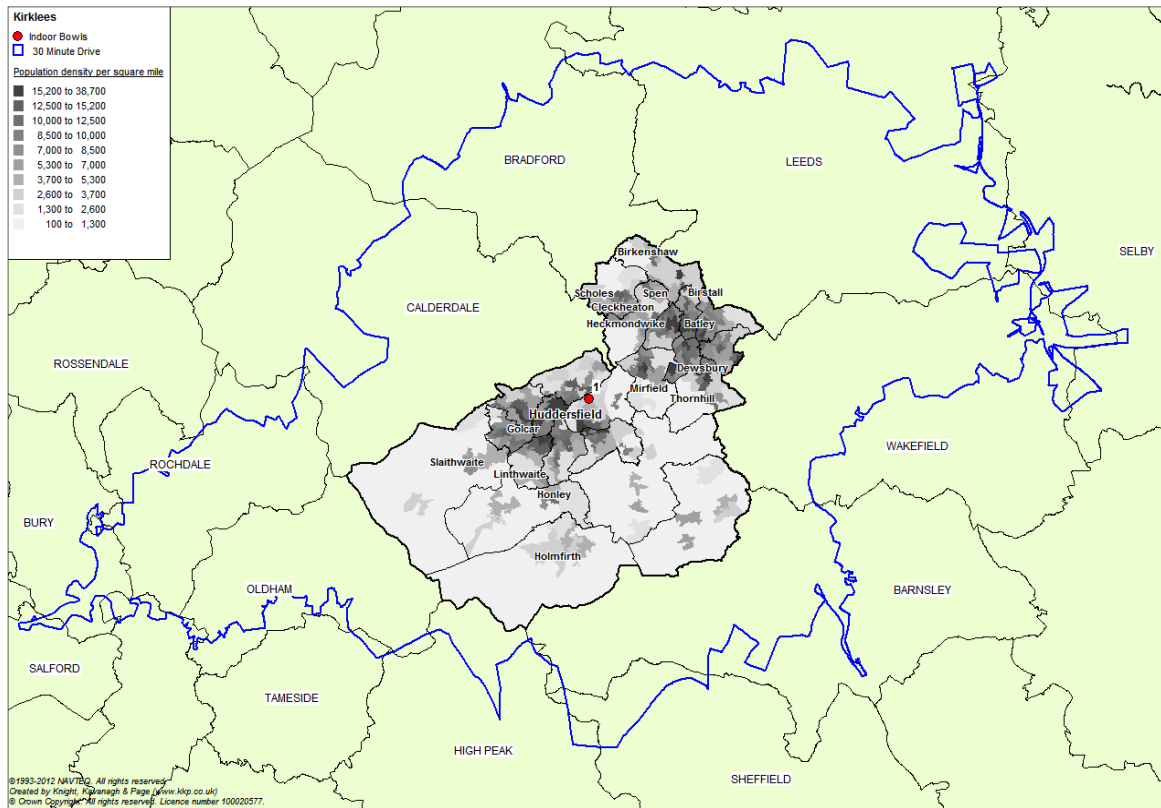 Kirklees
Indoor Bowls
30 Minute Drive
Population density per square mile
15,200 to 38,700
12,500 to 15,200
10,000 to 12,500
8,500 to 10,000
7,000 to 8,500
5,300 to 7,000
3,700 to 5,300
2,600 to 3,700
1,300 to 2,600
100 to 1,300
BRADFORD
LEEDS
SELBY
Birkenshaw
Scholes
Spen
Birstall
Cleckheaton
CALDERDALE
Heckmondwike
Batley
ROSSENDALE
Dewsbury
1
Mirfield
Thornhill
Huddersfield
Golcar
WAKEFIELD
ROCHDALE
Slaithwaite
Linthwaite
Honley
BURY
Holmfirth
OLDHAM
BARNSLEY
SALFORD
TAMESIDE
HIGH PEAK
SHEFFIELD
©1993-2012 NAVTEQ. All rights reserved.
Created by Knight, Kavanagh & Page (www.kkp.co.uk)
© Crown Copyright. All rights reserved. Licence number 100020577.